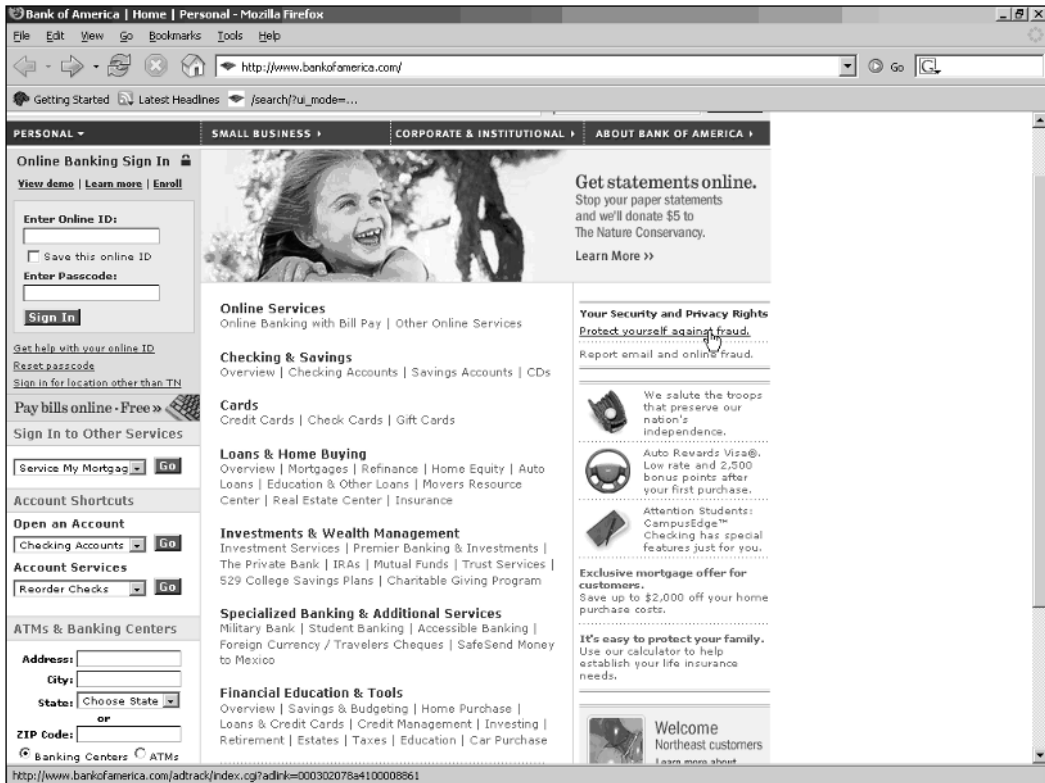 Bank of America | Home | Personal - Mozilla Firefox
File Edit View Go Bookmarks Tools Help
http://www.bankofamerica.com/
Go
G
Getting Started Latest Headlines /search/?ui_mode=...
PERSONAL SMALL BUSINESS CORPORATE & INSTITUTIONAL ABOUT BANK OF AMERICA
Online Banking Sign In
View demo | Learn more | Enroll
Enter Online ID:
Save this online ID
Enter Passcode:
Sign In
Get help with your online ID
Reset passcode
Sign in for location other than TN
Pay bills online - Free »
Sign In to Other Services
Service My Mortgag Go
Account Shortcuts
Open an Account
Checking Accounts Go
Account Services
Reorder Checks Go
ATMs & Banking Centers
Address:
City:
State: Choose State
or
ZIP Code:
Banking Centers ATMs
Get statements online.
Stop your paper statements
and we'll donate $5 to
The Nature Conservancy.
Learn More >>
Online Services
Online Banking with Bill Pay | Other Online Services
Checking & Savings
Overview | Checking Accounts | Savings Accounts | CDs
Cards
Credit Cards | Check Cards | Gift Cards
Loans & Home Buying
Overview | Mortgages | Refinance | Home Equity | Auto
Loans | Education & Other Loans | Movers Resource
Center | Real Estate Center | Insurance
Investments & Wealth Management
Investment Services | Premier Banking & Investments |
The Private Bank | IRAs | Mutual Funds | Trust Services |
529 College Savings Plans | Charitable Giving Program
Specialized Banking & Additional Services
Military Bank | Student Banking | Accessible Banking |
Foreign Currency / Travelers Cheques | SafeSend Money
to Mexico
Financial Education & Tools
Overview | Savings & Budgeting | Home Purchase |
Loans & Credit Cards | Credit Management | Investing |
Retirement | Estates | Taxes | Education | Car Purchase
Your Security and Privacy Rights
Protect yourself against fraud.
Report email and online fraud.
We salute the troops
that preserve our
nation's
independence.
Auto Rewards Visa®.
Low rate and 2,500
bonus points after
your first purchase.
Attention Students:
CampusEdge™
Checking has special
features just for you.
Exclusive mortgage offer for
customers.
Save up to $2,000 off your home
purchase costs.
It's easy to protect your family.
Use our calculator to help
establish your life insurance
needs.
Welcome
Northeast customers
Learn more about
http://www.bankofamerica.com/adtrack/index.cgi?adlink=000302078a4100008861